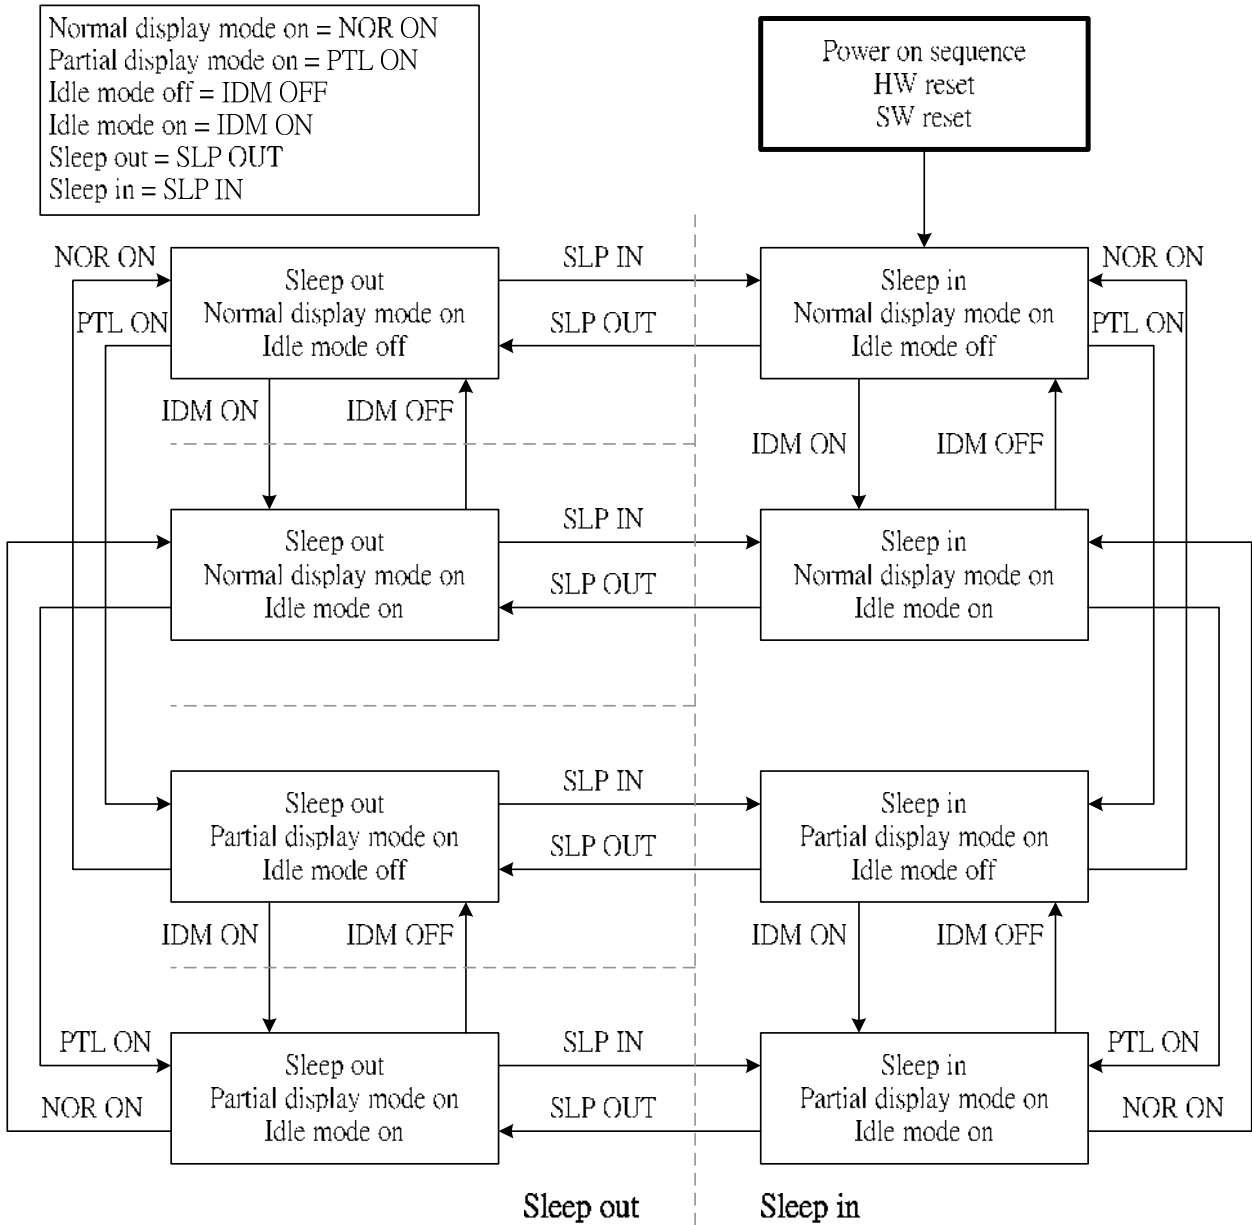 Normal display mode on = NOR ON
Partial display mode on = PTL ON
Idle mode off = IDM OFF
Idle mode on = IDM ON
Sleep out = SLP OUT
Sleep in = SLP IN
Power on sequence
HW reset
SW reset
NOR ON
PTL ON
Sleep out
Normal display mode on
Idle mode off
SLP IN
SLP OUT
Sleep in
Normal display mode on
Idle mode off
NOR ON
PTL ON
IDM ON
IDM OFF
IDM ON
IDM OFF
Sleep out
Normal display mode on
Idle mode on
SLP IN
SLP OUT
Sleep in
Normal display mode on
Idle mode on
Sleep out
Partial display mode on
Idle mode off
SLP IN
SLP OUT
Sleep in
Partial display mode on
Idle mode off
IDM ON
IDM OFF
IDM ON
IDM OFF
PTL ON
NOR ON
Sleep out
Partial display mode on
Idle mode on
SLP IN
SLP OUT
Sleep in
Partial display mode on
Idle mode on
PTL ON
NOR ON
Sleep out
Sleep in